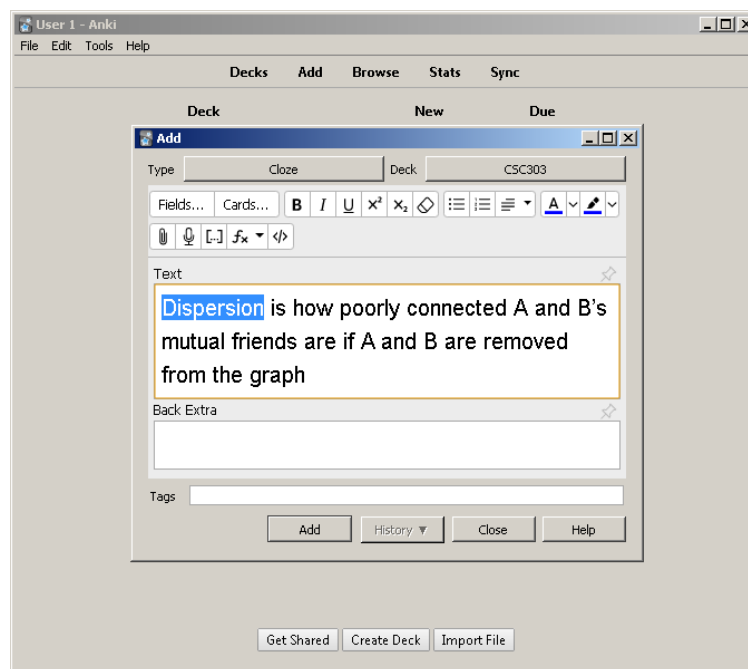 User 1 - Anki
File Edit Tools Help
Decks Add Browse Stats Sync
Deck New Due
Add
Type Cloze Deck CSC303
Fields... Cards... B I U x² x₂ A
[..] fx </>
Text
Dispersion is how poorly connected A and B's
mutual friends are if A and B are removed
from the graph
Back Extra
Tags
Add History ▼ Close Help
Get Shared Create Deck Import File